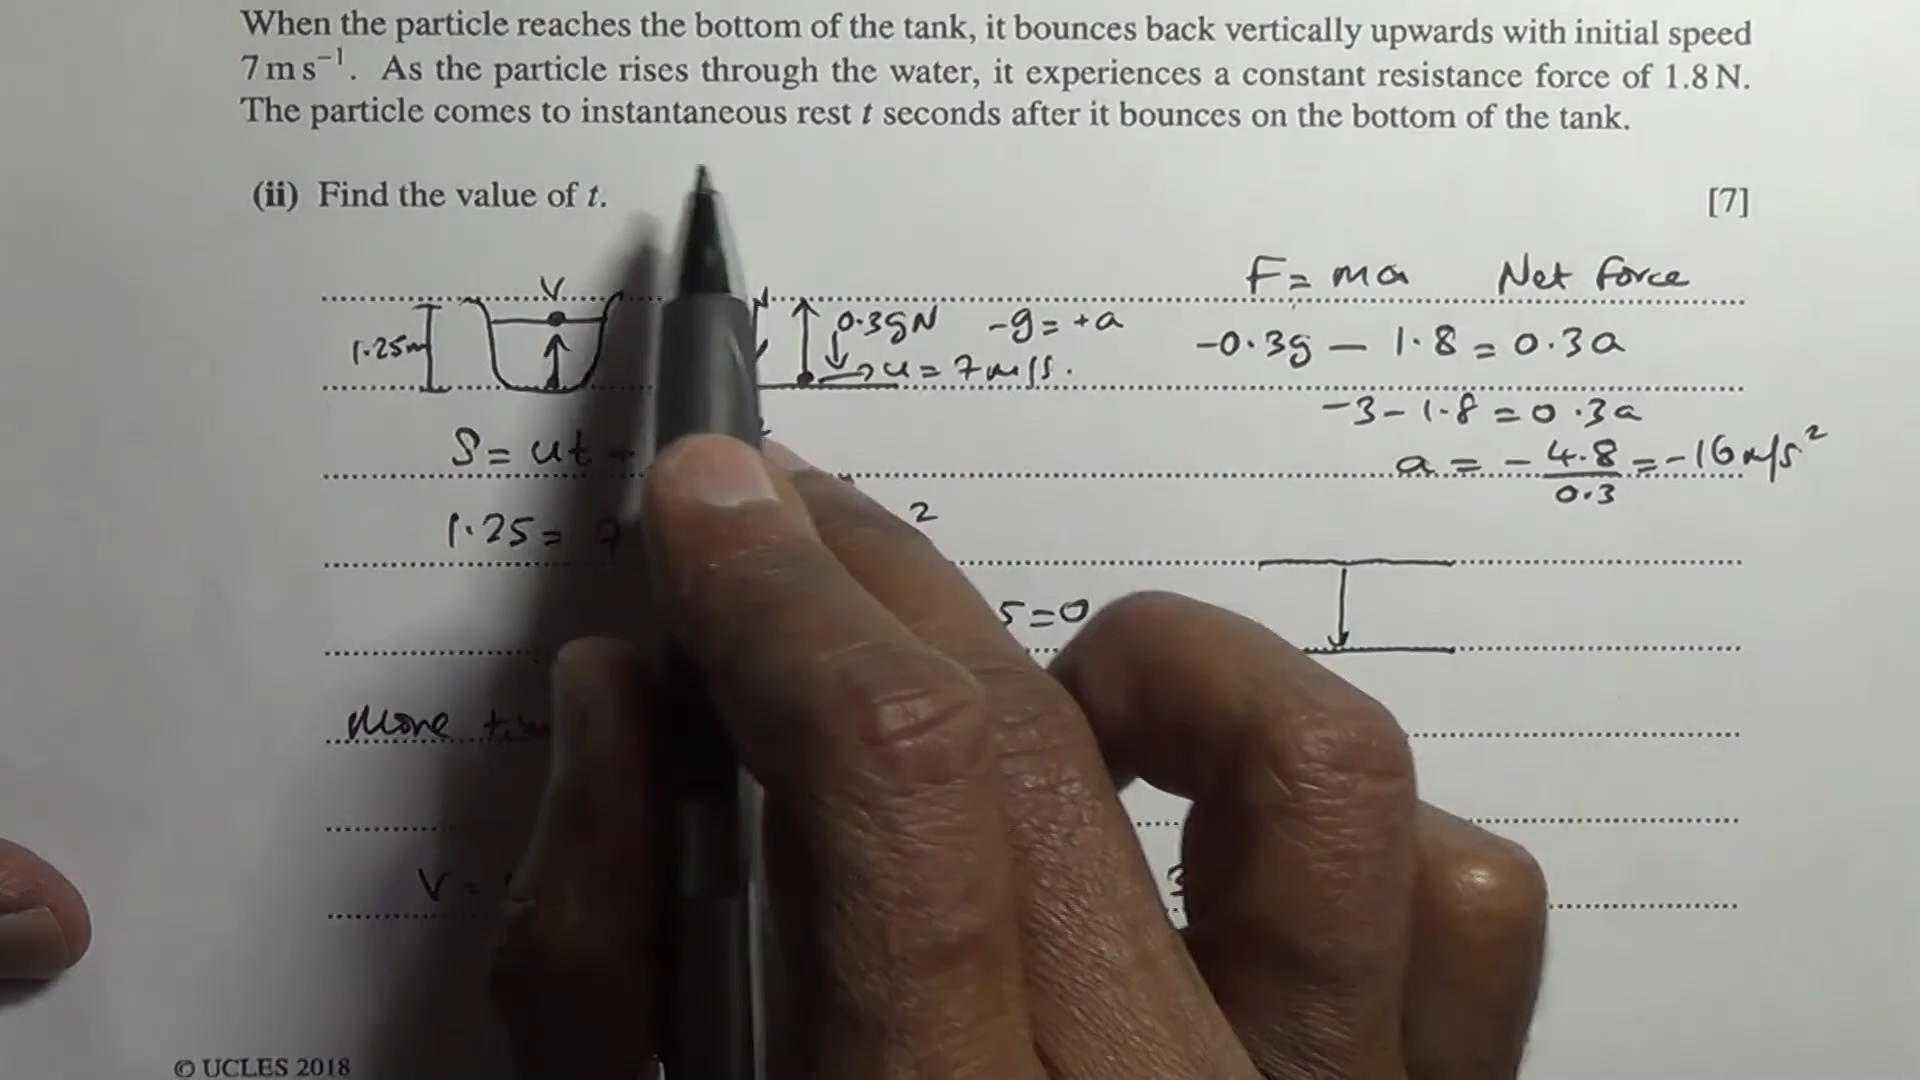 When the particle reaches the bottom of the tank, it bounces back vertically upwards with initial speed
7 m s⁻¹. As the particle rises through the water, it experiences a constant resistance force of 1.8 N.
The particle comes to instantaneous rest t seconds after it bounces on the bottom of the tank.
(ii) Find the value of t. [7]
V
1.25m
0.3gN -g = +a
u = 7m/s.
F = ma Net force
-0.3g - 1.8 = 0.3a
-3 - 1.8 = 0.3a
a = - 4.8/0.3 = -16m/s²
S = ut +
1.25 = 7
2
5 = 0
More
V =
3
© UCLES 2018